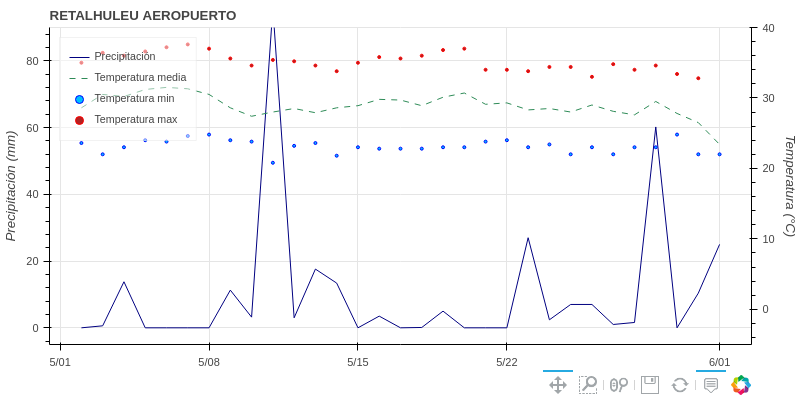 RETALHULEU AEROPUERTO
Precipitación
Temperatura media
Temperatura min
Temperatura max
Precipitación (mm)
80
60
40
20
0
Temperatura (°C)
40
30
20
10
0
5/01
5/08
5/15
5/22
6/01